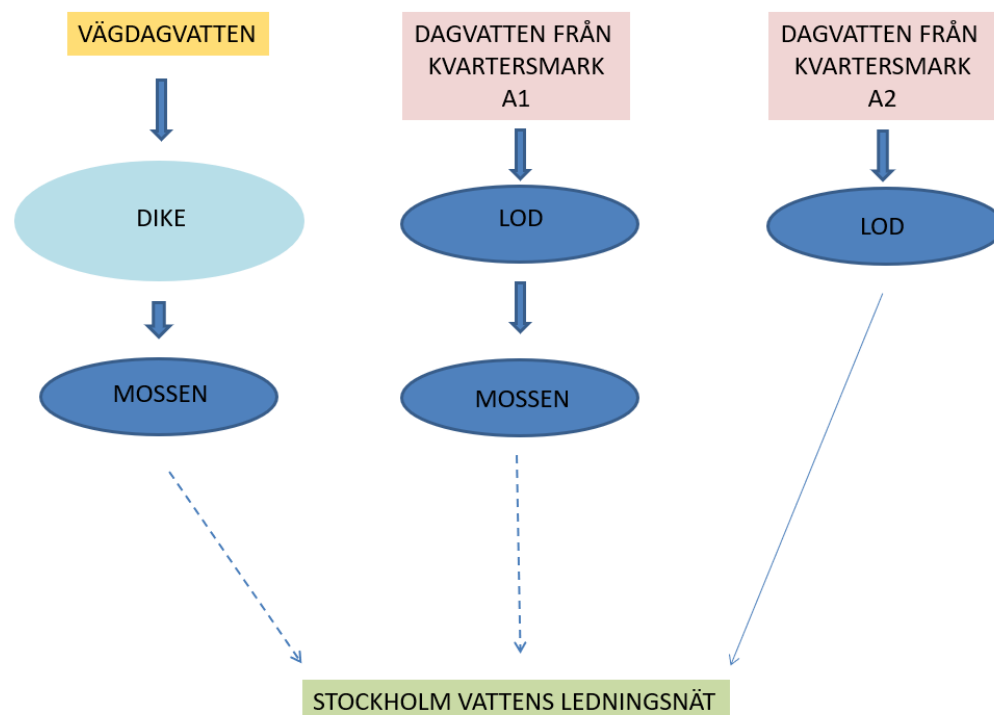 VÄGDAGVATTEN
DAGVATTEN FRÅN
KVARTERSMARK
A1
DAGVATTEN FRÅN
KVARTERSMARK
A2
DIKE
LOD
LOD
MOSSEN
MOSSEN
STOCKHOLM VATTENS LEDNINGSNÄT